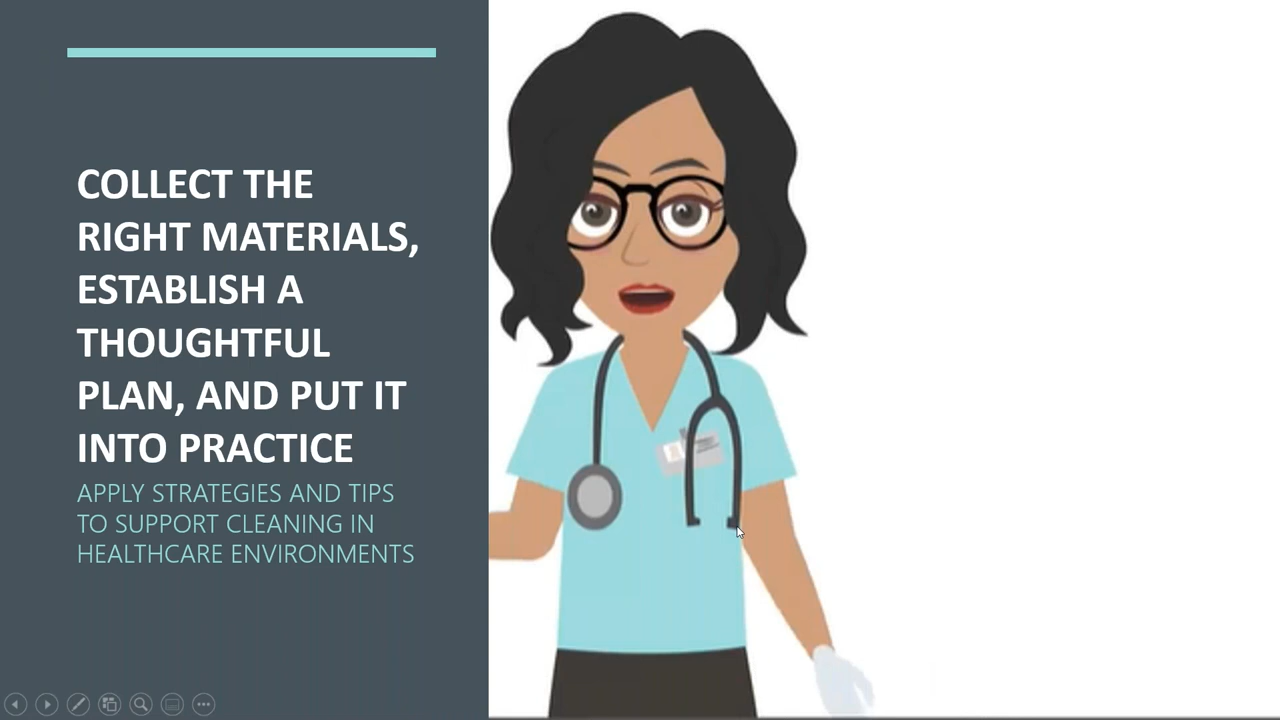 COLLECT THE
RIGHT MATERIALS,
ESTABLISH A
THOUGHTFUL
PLAN, AND PUT IT
INTO PRACTICE
APPLY STRATEGIES AND TIPS
TO SUPPORT CLEANING IN
HEALTHCARE ENVIRONMENTS